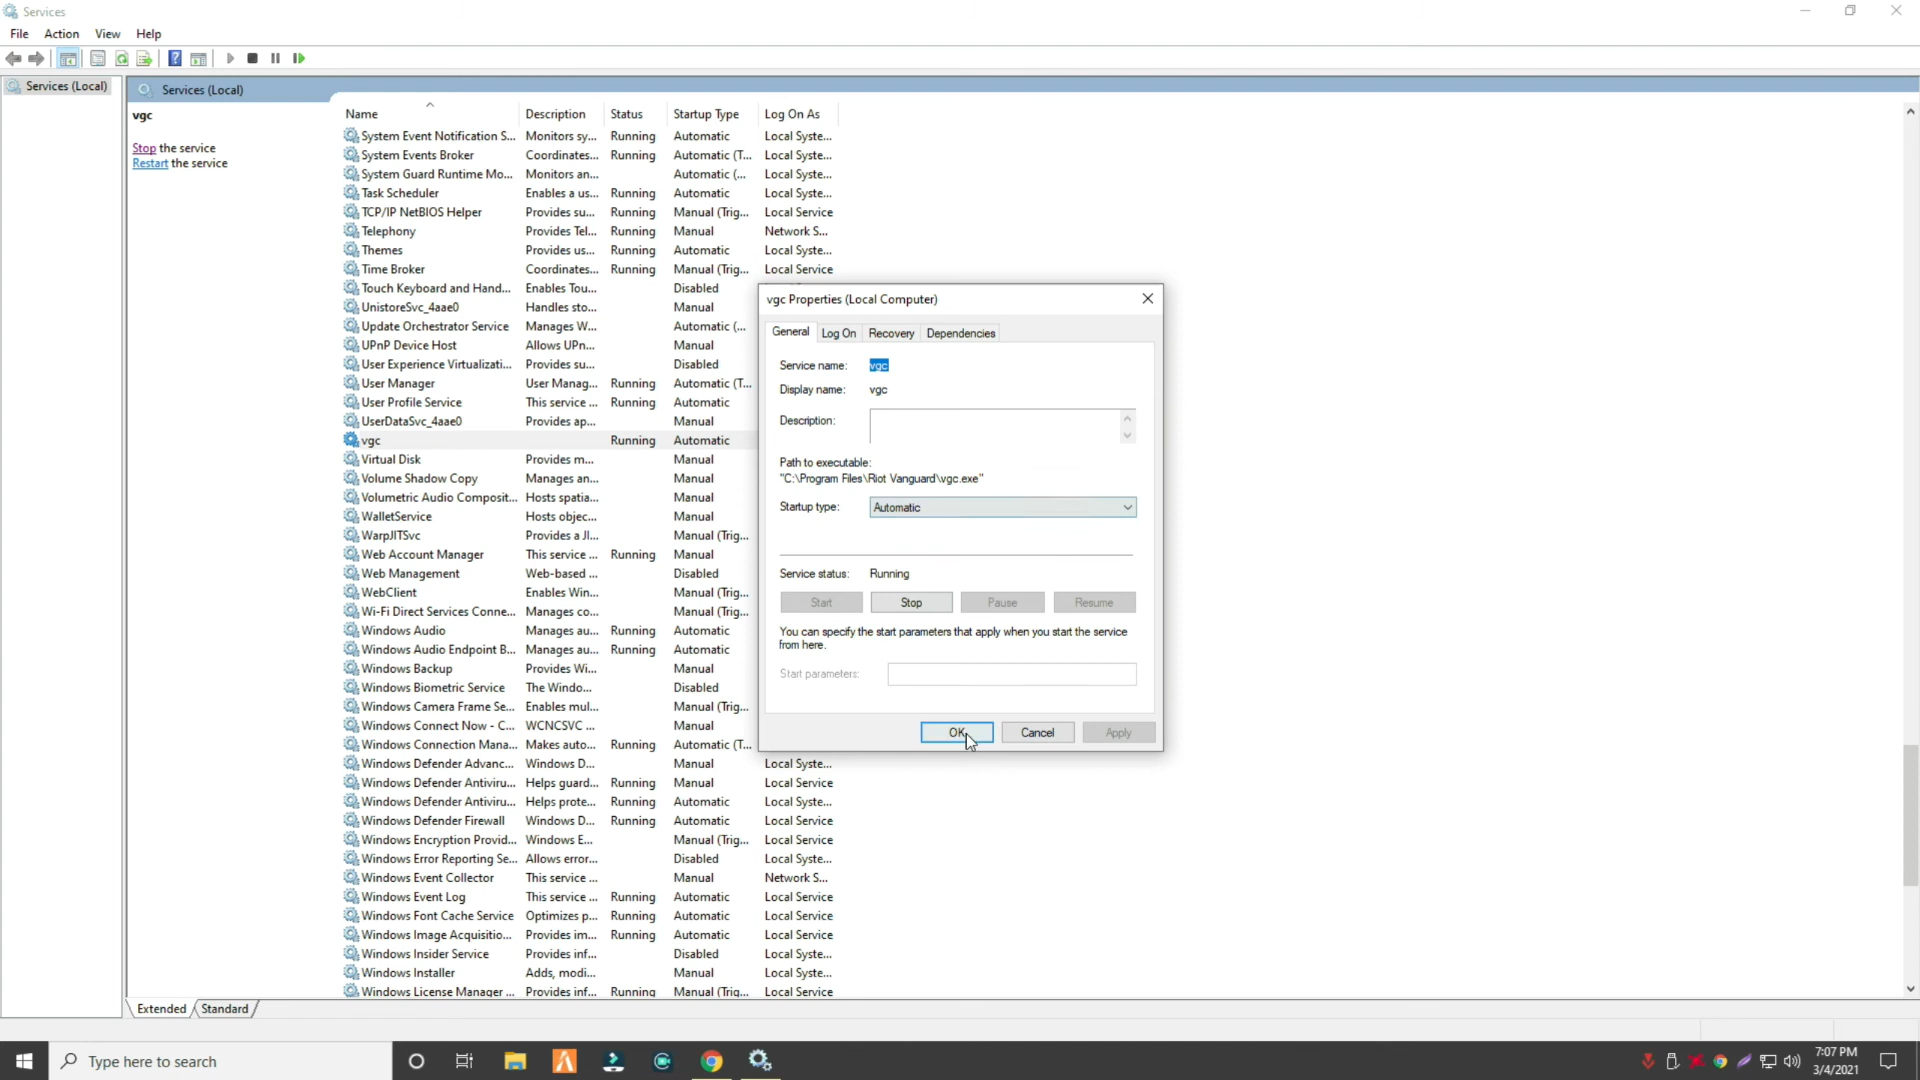 Services
File Action View Help
Services (Local)
Services (Local)
vgc
Stop the service
Restart the service
Name Description Status Startup Type Log On As
System Event Notification S... Monitors sy... Running Automatic Local Syste...
System Events Broker Coordinates... Running Automatic (T... Local Syste...
System Guard Runtime Mo... Monitors an... Automatic (... Local Syste...
Task Scheduler Enables a us... Running Automatic Local Syste...
TCP/IP NetBIOS Helper Provides su... Running Manual (Trig... Local Service
Telephony Provides Tel... Running Manual Network S...
Themes Provides us... Running Automatic Local Syste...
Time Broker Coordinates... Running Manual (Trig... Local Service
Touch Keyboard and Hand... Enables Tou... Disabled
UnistoreSvc_4aae0 Handles sto... Manual
Update Orchestrator Service Manages W... Automatic (...
UPnP Device Host Allows UPn... Manual
User Experience Virtualizati... Provides su... Disabled
User Manager User Manag... Running Automatic (T...
User Profile Service This service ... Running Automatic
UserDataSvc_4aae0 Provides ap... Manual
vgc Running Automatic
Virtual Disk Provides m... Manual
Volume Shadow Copy Manages an... Manual
Volumetric Audio Composit... Hosts spatia... Manual
WalletService Hosts objec... Manual
WarpJITSvc Provides a JI... Manual (Trig...
Web Account Manager This service ... Running Manual
Web Management Web-based ... Disabled
WebClient Enables Win... Manual (Trig...
Wi-Fi Direct Services Conne... Manages co... Manual (Trig...
Windows Audio Manages au... Running Automatic
Windows Audio Endpoint B... Manages au... Running Automatic
Windows Backup Provides Wi... Manual
Windows Biometric Service The Windo... Disabled
Windows Camera Frame Se... Enables mul... Manual (Trig...
Windows Connect Now - C... WCNCSVC ... Manual
Windows Connection Mana... Makes auto... Running Automatic (T...
Windows Defender Advanc... Windows D... Manual Local Syste...
Windows Defender Antiviru... Helps guard... Running Manual Local Service
Windows Defender Antiviru... Helps prote... Running Automatic Local Syste...
Windows Defender Firewall Windows D... Running Automatic Local Service
Windows Encryption Provid... Windows E... Manual (Trig... Local Service
Windows Error Reporting Se... Allows error... Disabled Local Syste...
Windows Event Collector This service ... Manual Network S...
Windows Event Log This service ... Running Automatic Local Service
Windows Font Cache Service Optimizes p... Running Automatic Local Service
Windows Image Acquisitio... Provides im... Running Automatic Local Service
Windows Insider Service Provides inf... Disabled Local Syste...
Windows Installer Adds, modi... Manual Local Syste...
Windows License Manager ... Provides inf... Running Manual (Trig... Local Service
vgc Properties (Local Computer)
General Log On Recovery Dependencies
Service name: vgc
Display name: vgc
Description:
Path to executable:
"C:\Program Files\Riot Vanguard\vgc.exe"
Startup type: Automatic
Service status: Running
Start Stop Pause Resume
You can specify the start parameters that apply when you start the service
from here.
Start parameters:
OK Cancel Apply
Extended Standard
Type here to search
7:07 PM
3/4/2021